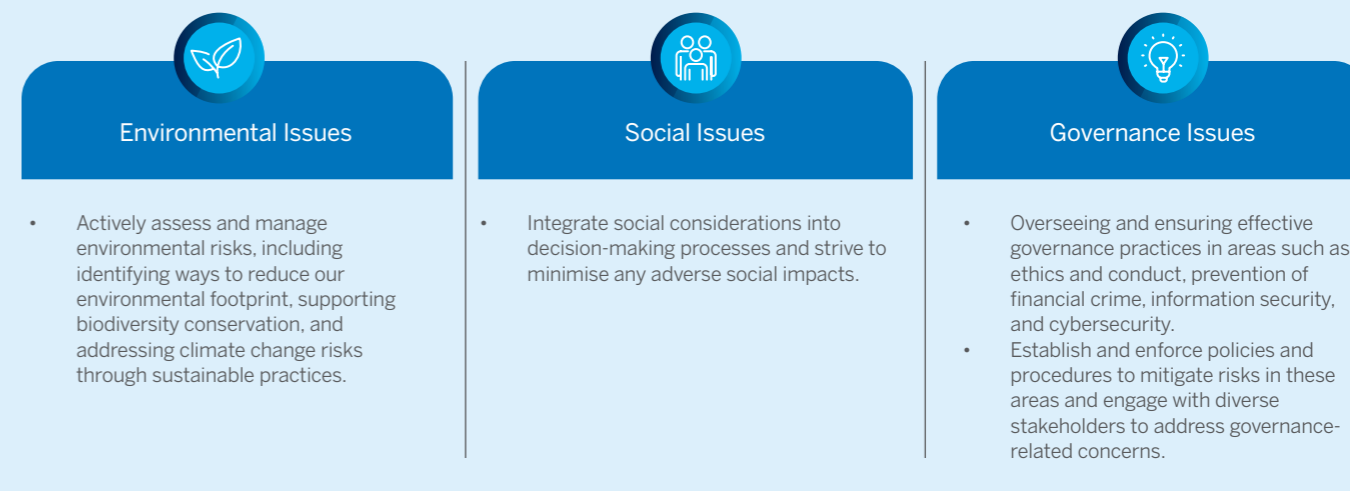 Environmental Issues
• Actively assess and manage
environmental risks, including
identifying ways to reduce our
environmental footprint, supporting
biodiversity conservation, and
addressing climate change risks
through sustainable practices.
Social Issues
• Integrate social considerations into
decision-making processes and strive to
minimise any adverse social impacts.
Governance Issues
• Overseeing and ensuring effective
governance practices in areas such as
ethics and conduct, prevention of
financial crime, information security,
and cybersecurity.
• Establish and enforce policies and
procedures to mitigate risks in these
areas and engage with diverse
stakeholders to address governance-
related concerns.